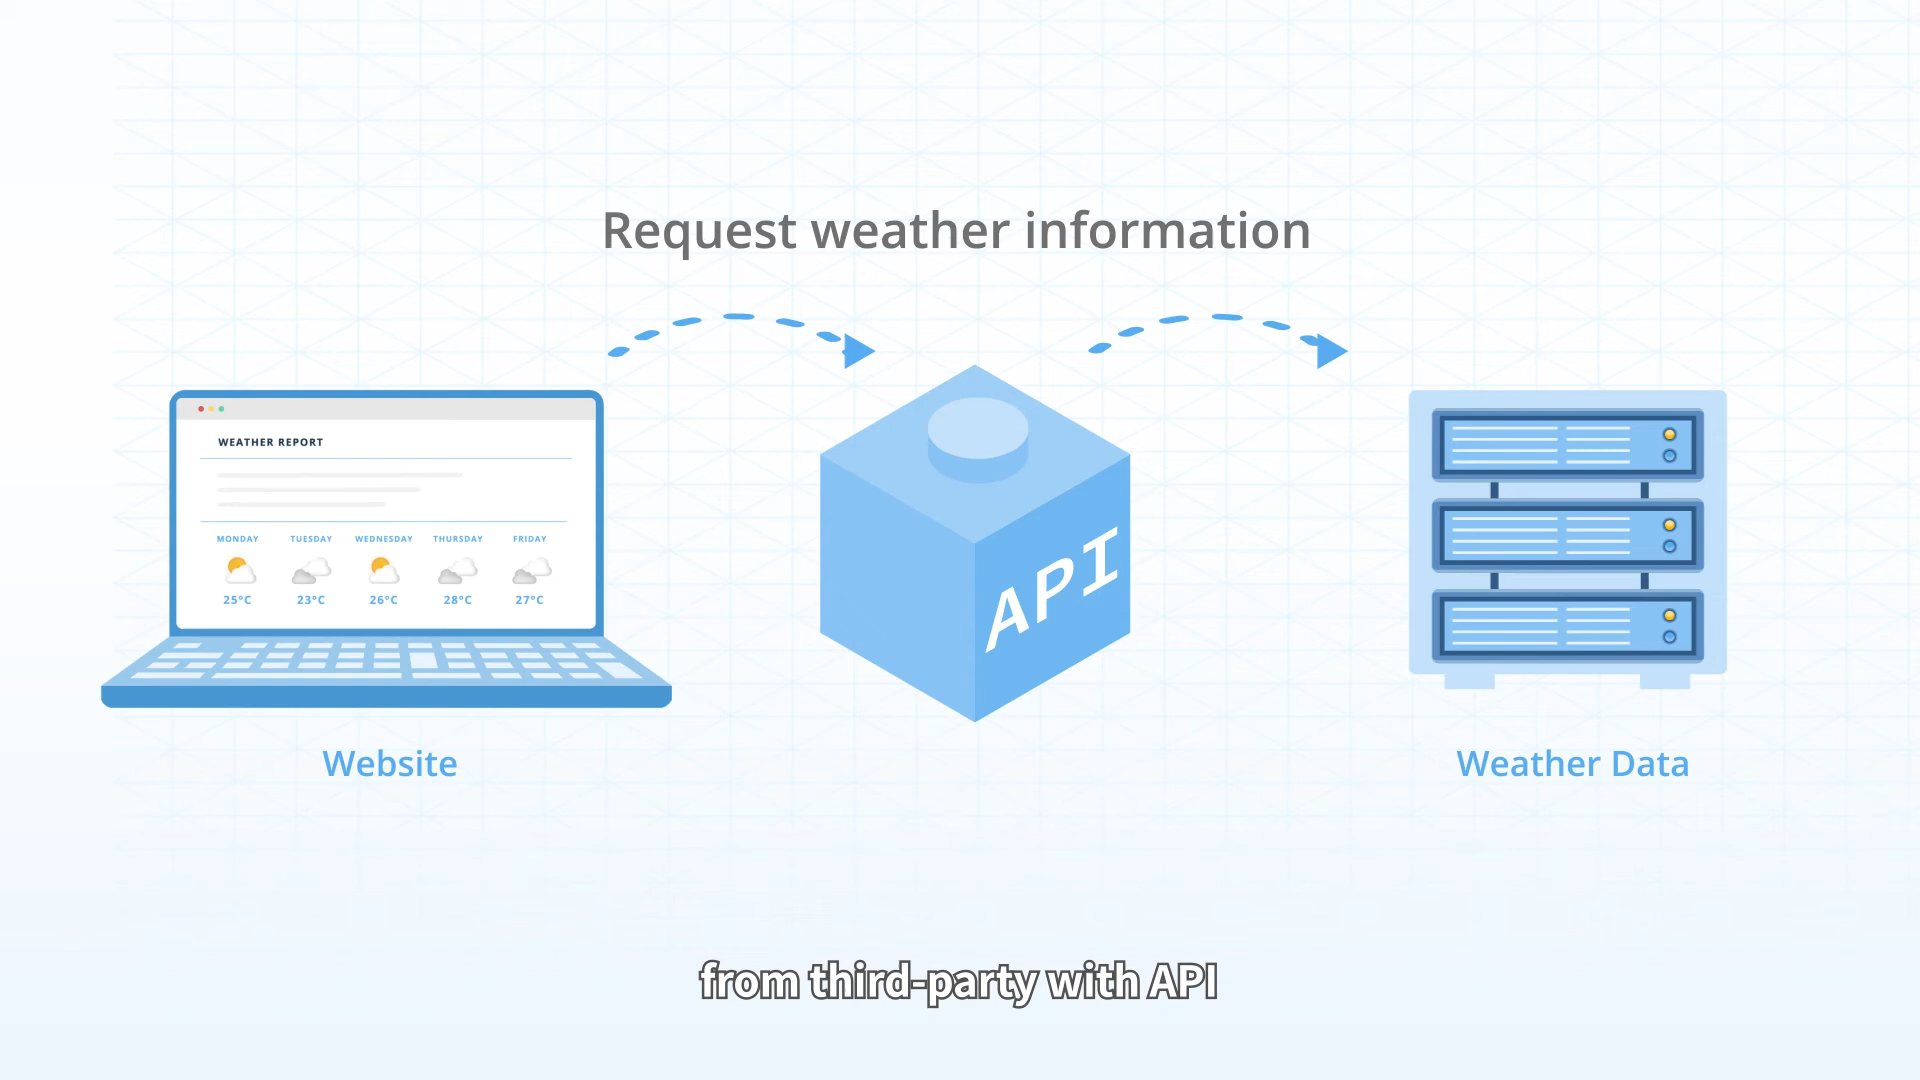 Request weather information
WEATHER REPORT
MONDAY TUESDAY WEDNESDAY THURSDAY FRIDAY
25°C 23°C 26°C 28°C 27°C
API
Website
Weather Data
from third-party with API